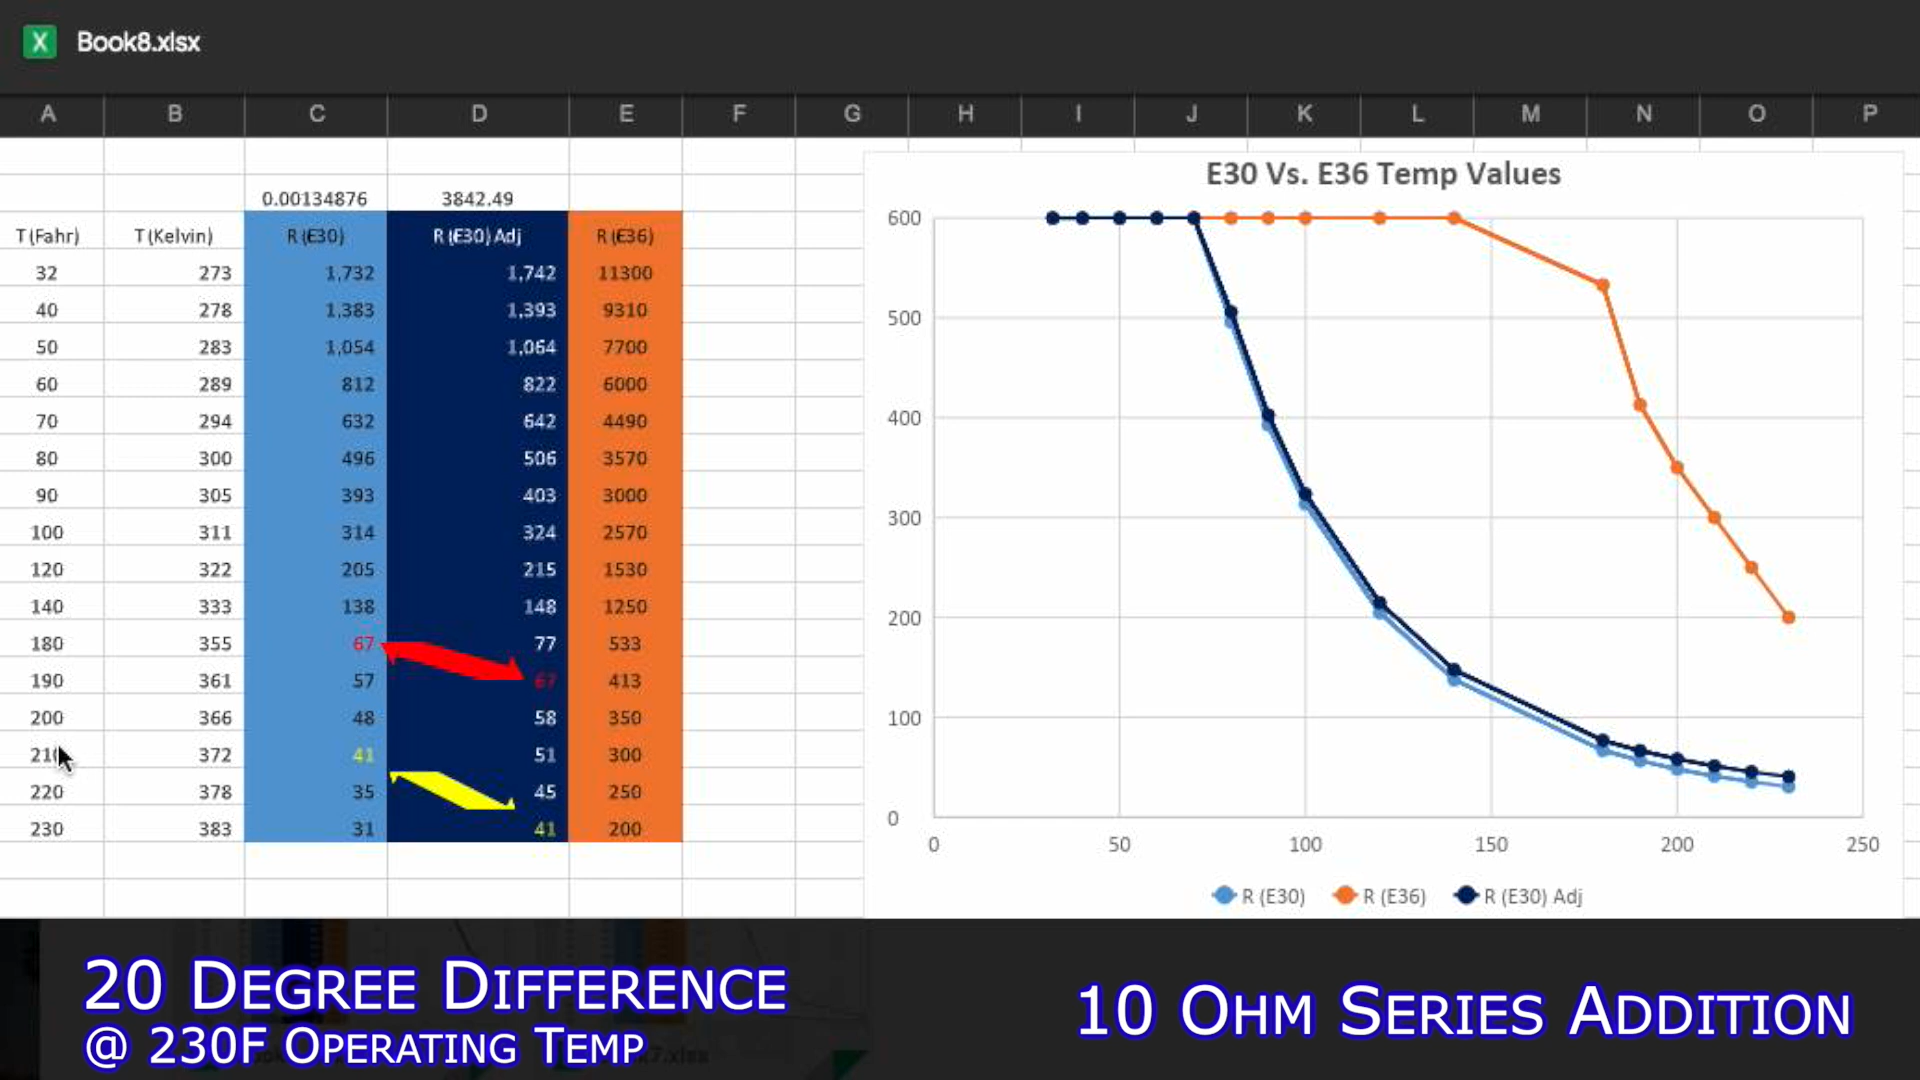 X Book8.xlsx
A B C D E F G H I J K L M N O P
0.00134876 3842.49
T (Fahr) T (Kelvin) R (E30) R (E30) Adj R (E36)
32 273 1,732 1,742 11300
40 278 1,383 1,393 9310
50 283 1,054 1,064 7700
60 289 812 822 6000
70 294 632 642 4490
80 300 496 506 3570
90 305 393 403 3000
100 311 314 324 2570
120 322 205 215 1530
140 333 138 148 1250
180 355 67 77 533
190 361 57 67 413
200 366 48 58 350
210 372 41 51 300
220 378 35 45 250
230 383 31 41 200
E30 Vs. E36 Temp Values
600
500
400
300
200
100
0
0 50 100 150 200 250
R (E30) R (E36) R (E30) Adj
20 DEGREE DIFFERENCE
@ 230F OPERATING TEMP
10 OHM SERIES ADDITION